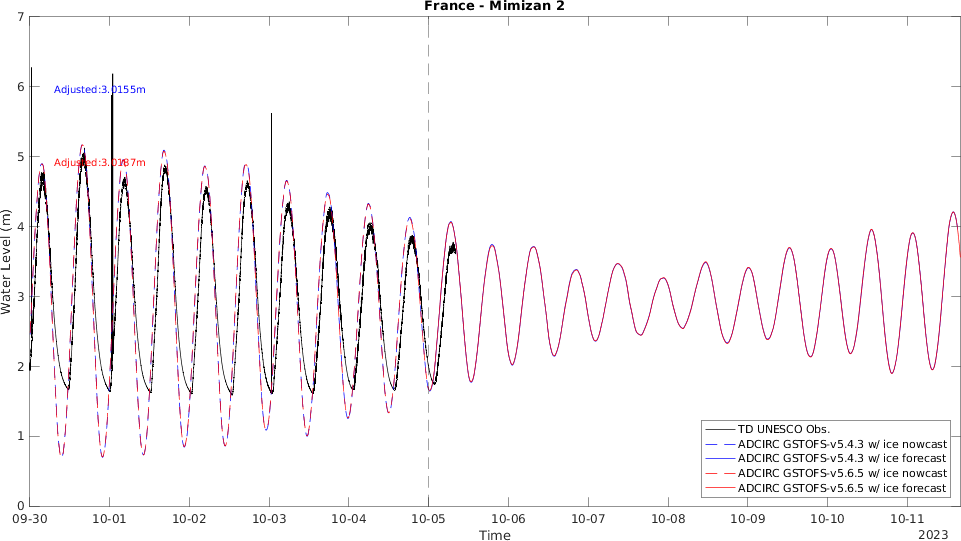 France - Mimizan 2
7
6
5
4
3
2
1
0
Water Level (m)
Adjusted:3.0155m
Adjusted:3.0187m
TD UNESCO Obs.
ADCIRC GSTOFS-v5.4.3 w/ ice nowcast
ADCIRC GSTOFS-v5.4.3 w/ ice forecast
ADCIRC GSTOFS-v5.6.5 w/ ice nowcast
ADCIRC GSTOFS-v5.6.5 w/ ice forecast
09-30 10-01 10-02 10-03 10-04 10-05 10-06 10-07 10-08 10-09 10-10 10-11
Time
2023